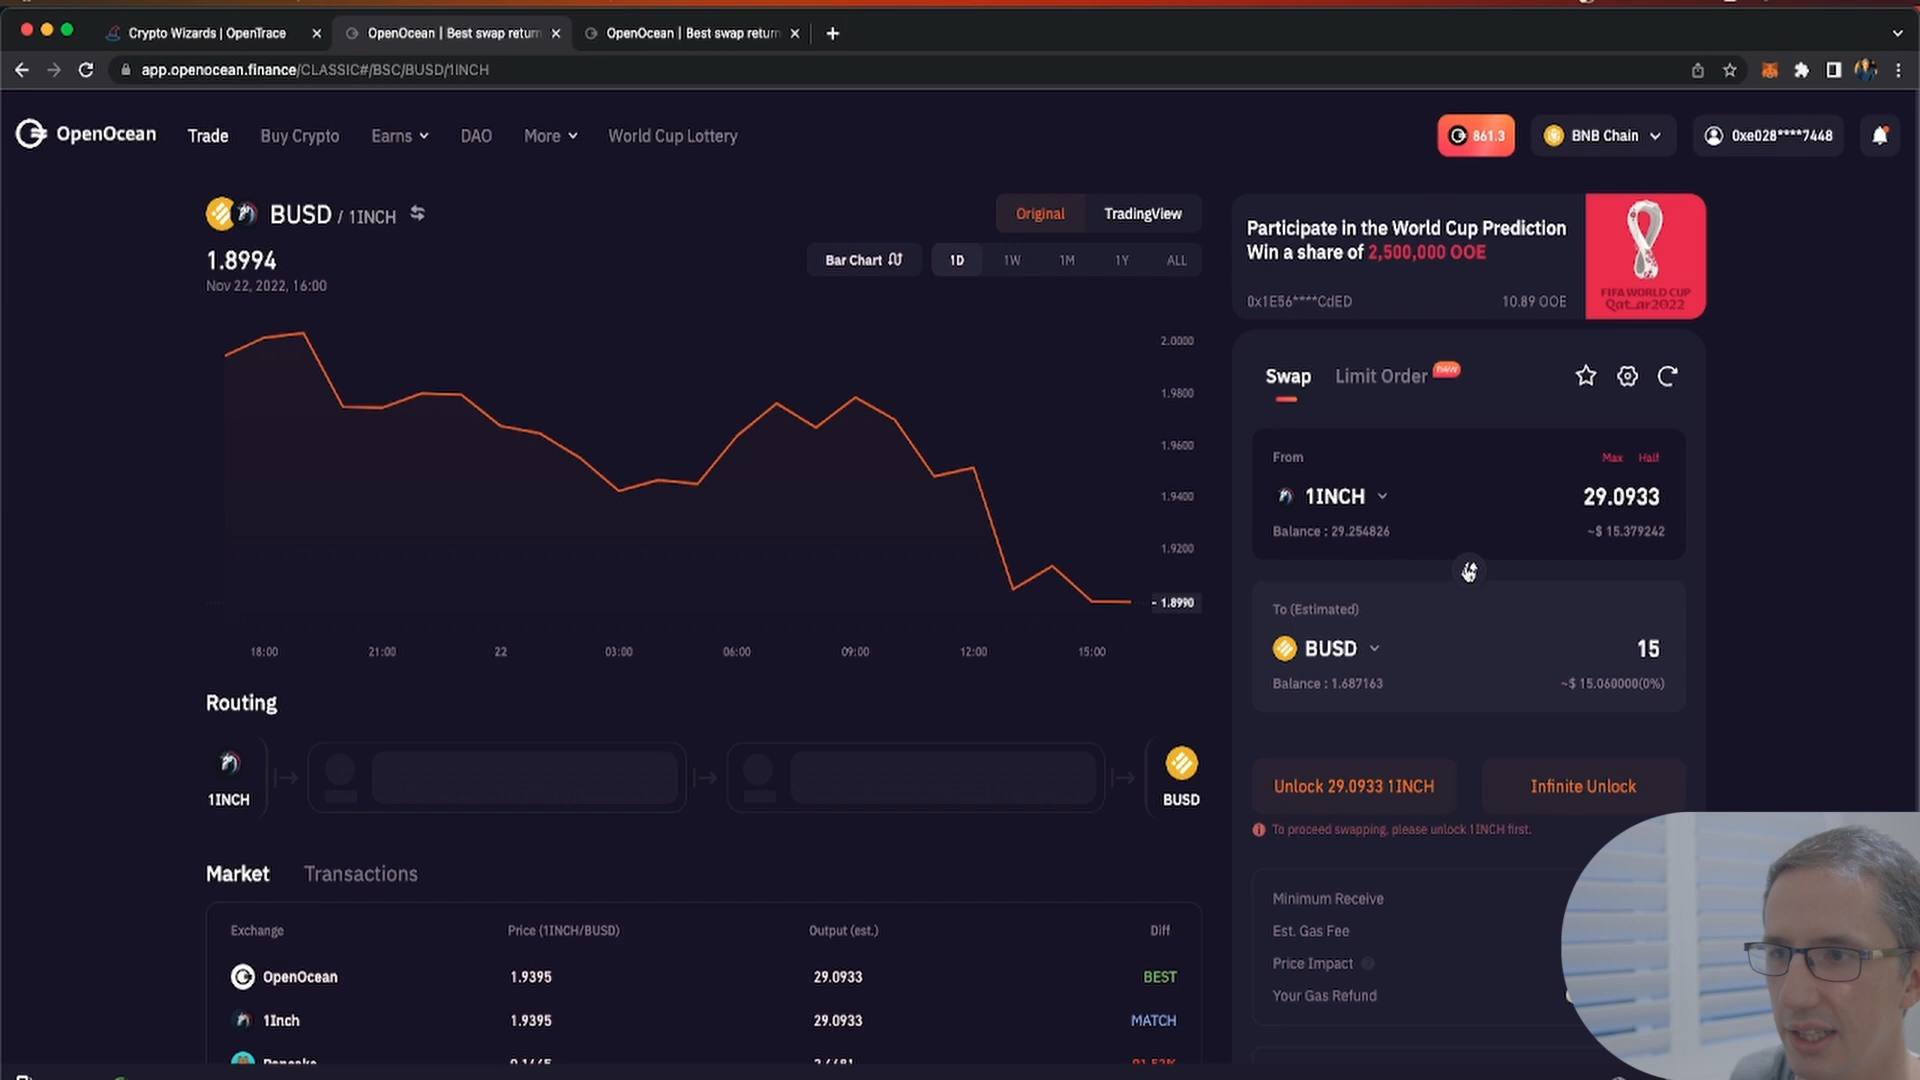 Crypto Wizards | OpenTrace
OpenOcean | Best swap return
OpenOcean | Best swap return
app.openocean.finance/CLASSIC#/BSC/BUSD/1INCH
OpenOcean
Trade
Buy Crypto
Earns
DAO
More
World Cup Lottery
861.3
BNB Chain
0xe028****7448
BUSD / 1INCH
1.8994
Nov 22, 2022, 16:00
Original
TradingView
Bar Chart
1D
1W
1M
1Y
ALL
2.0000
1.9800
1.9600
1.9400
1.9200
1.8990
18:00
21:00
22
03:00
06:00
09:00
12:00
15:00
Participate in the World Cup Prediction
Win a share of 2,500,000 OOE
0x1E56****CdED
10.89 OOE
FIFA WORLD CUP
Qat_ar2022
Swap
Limit Order
new
From
Max
Half
1INCH
29.0933
Balance : 29.254826
~$ 15.379242
To (Estimated)
BUSD
15
Balance : 1.687163
~$ 15.060000(0%)
Unlock 29.0933 1INCH
Infinite Unlock
To proceed swapping, please unlock 1INCH first.
Minimum Receive
Est. Gas Fee
Price Impact
Your Gas Refund
Routing
1INCH
BUSD
Market
Transactions
Exchange
Price (1INCH/BUSD)
Output (est.)
Diff
OpenOcean
1.9395
29.0933
BEST
1Inch
1.9395
29.0933
MATCH